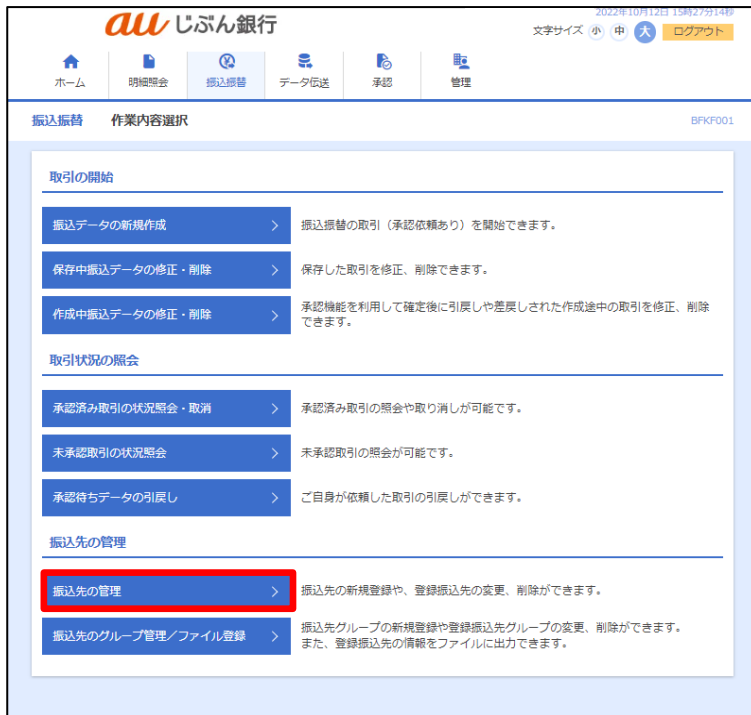 2022年10月12日 15時27分14秒
au じぶん銀行
文字サイズ 小 中 大 ログアウト
ホーム 明細照会 振込振替 データ伝送 承認 管理
振込振替 作業内容選択 BFKF001
取引の開始
振込データの新規作成 振込振替の取引（承認依頼あり）を開始できます。
保存中振込データの修正・削除 保存した取引を修正、削除できます。
作成中振込データの修正・削除 承認機能を利用して確定後に引戻しや差戻しされた作成途中の取引を修正、削除
できます。
取引状況の照会
承認済み取引の状況照会・取消 承認済み取引の照会や取り消しが可能です。
未承認取引の状況照会 未承認取引の照会が可能です。
承認待ちデータの引戻し ご自身が依頼した取引の引戻しができます。
振込先の管理
振込先の管理 振込先の新規登録や、登録振込先の変更、削除ができます。
振込先のグループ管理／ファイル登録 振込先グループの新規登録や登録振込先グループの変更、削除ができます。
また、登録振込先の情報をファイルに出力できます。